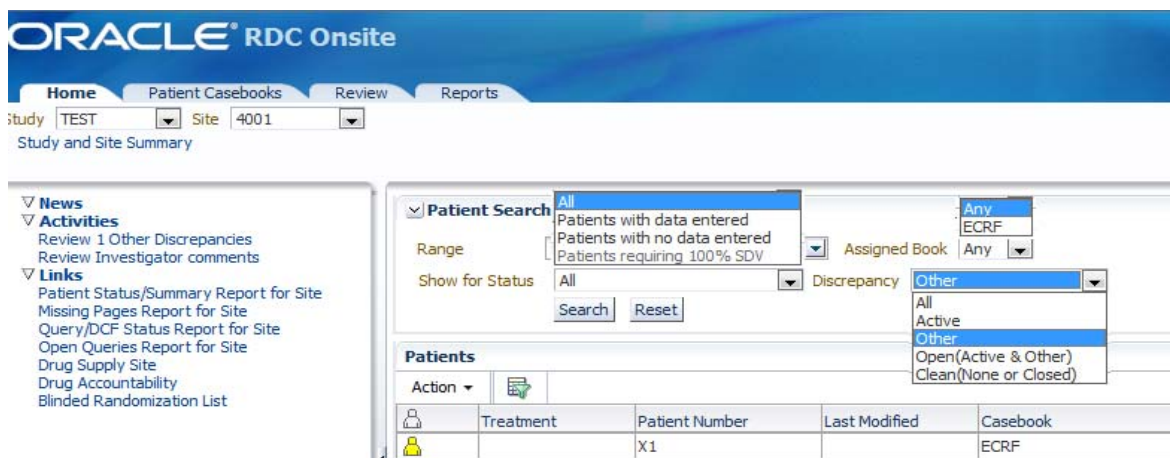 ORACLE® RDC Onsite
Home Patient Casebooks Review Reports
Study TEST Site 4001
Study and Site Summary
News
Activities
Review 1 Other Discrepancies
Review Investigator comments
Links
Patient Status/Summary Report for Site
Missing Pages Report for Site
Query/DCF Status Report for Site
Open Queries Report for Site
Drug Supply Site
Drug Accountability
Blinded Randomization List
Patient Search
All
Patients with data entered
Patients with no data entered
Patients requiring 100% SDV
Any
ECRF
Range Assigned Book Any
Show for Status All Discrepancy Other
All
Active
Other
Open(Active & Other)
Clean(None or Closed)
Search Reset
Patients
Action
Treatment Patient Number Last Modified Casebook
X1 ECRF